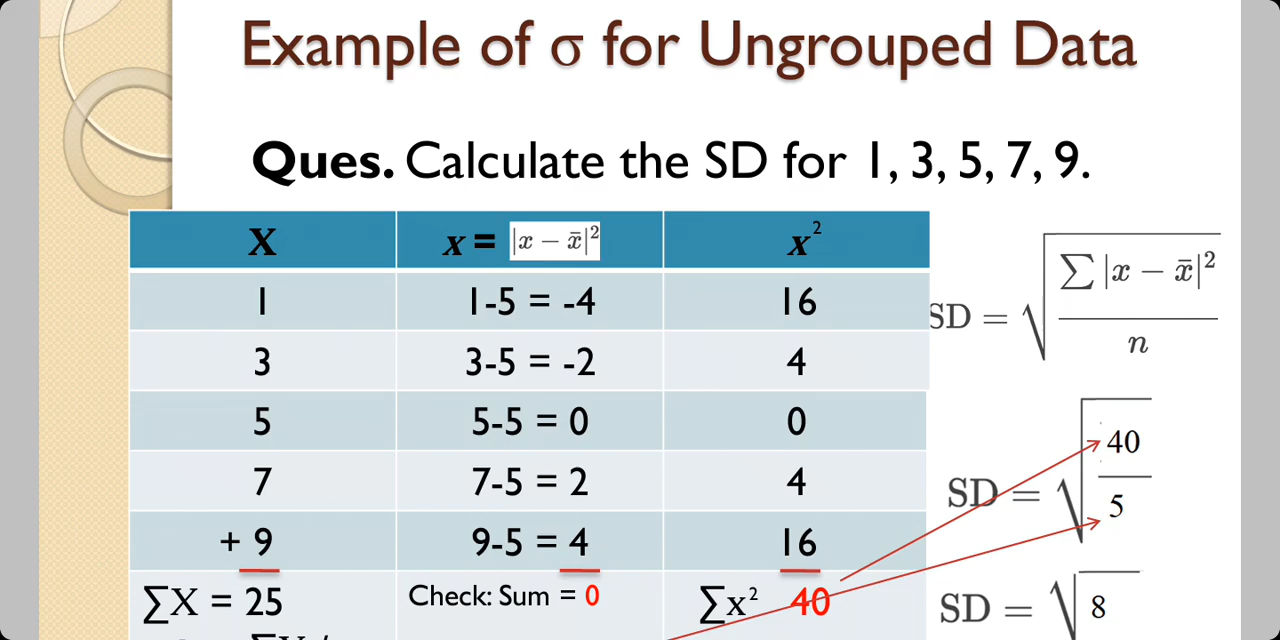 Example of σ for Ungrouped Data
Ques. Calculate the SD for 1, 3, 5, 7, 9.
X x = |x − x̄|² x²
1 1-5 = -4 16
3 3-5 = -2 4
5 5-5 = 0 0
7 7-5 = 2 4
+ 9 9-5 = 4 16
∑X = 25 Check: Sum = 0 ∑x² 40
SD = √(∑|x − x̄|² / n)
SD = √(40 / 5)
SD = √8